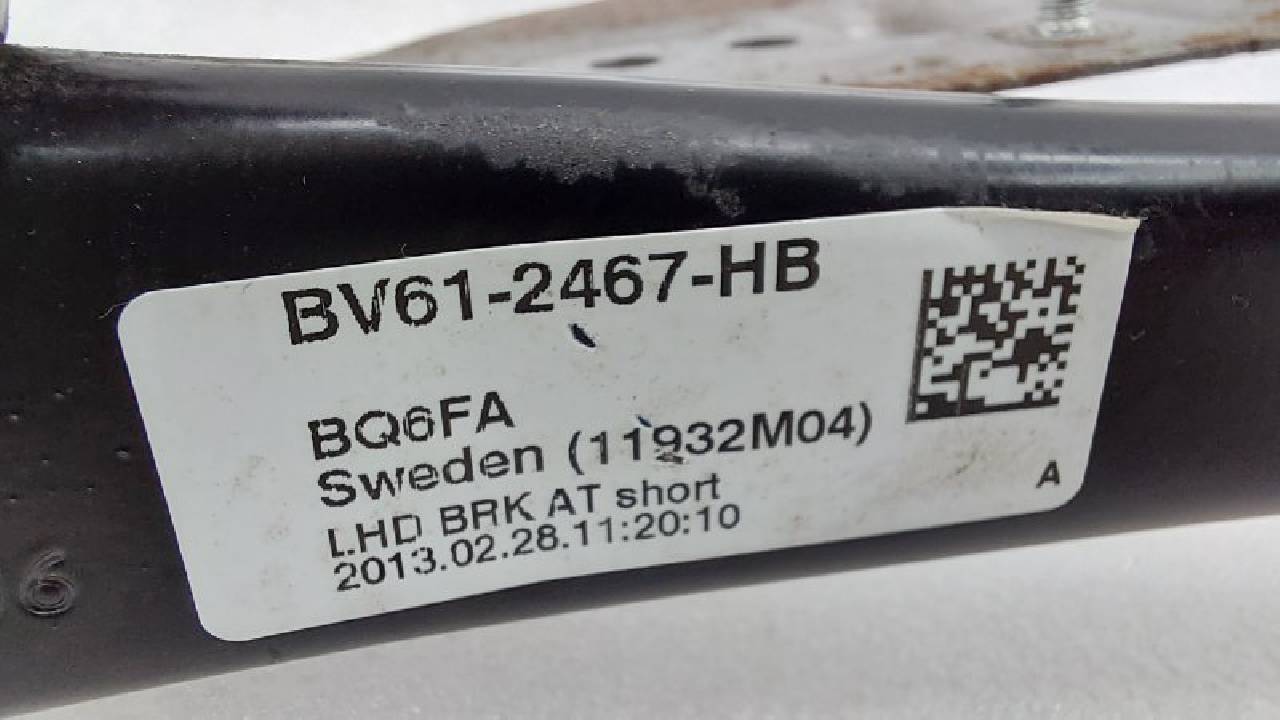 BV61-2467-HB
BQ6FA
Sweden (11932M04)
LHD BRK AT short
2013.02.28.11:20:10
A
6